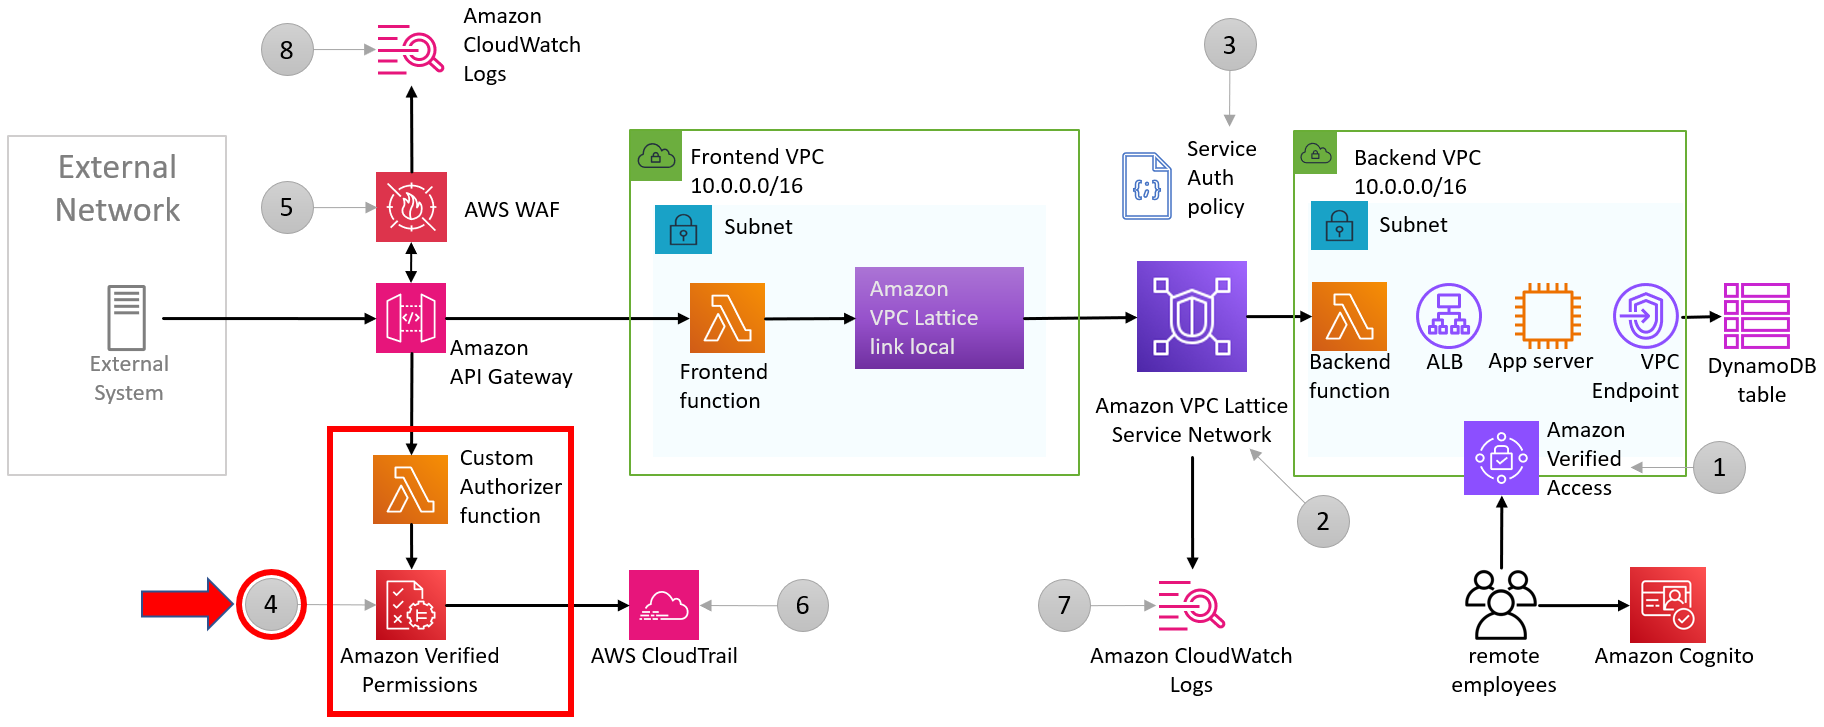 8
Amazon
CloudWatch
Logs
3
External
Network
5
AWS WAF
Frontend VPC
10.0.0.0/16
Subnet
Service
Auth
policy
Backend VPC
10.0.0.0/16
Subnet
External
System
Amazon
API Gateway
Frontend
function
Amazon
VPC Lattice
link local
Amazon VPC Lattice
Service Network
Backend
function
ALB
App server
VPC
Endpoint
DynamoDB
table
Custom
Authorizer
function
Amazon
Verified
Access
1
2
4
Amazon Verified
Permissions
6
AWS CloudTrail
7
Amazon CloudWatch
Logs
remote
employees
Amazon Cognito